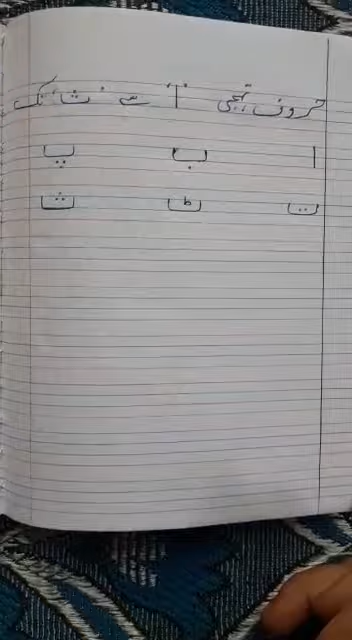 حروف تہجی "ا" سے "ث" تک
ا ب پ
ت ٹ ث